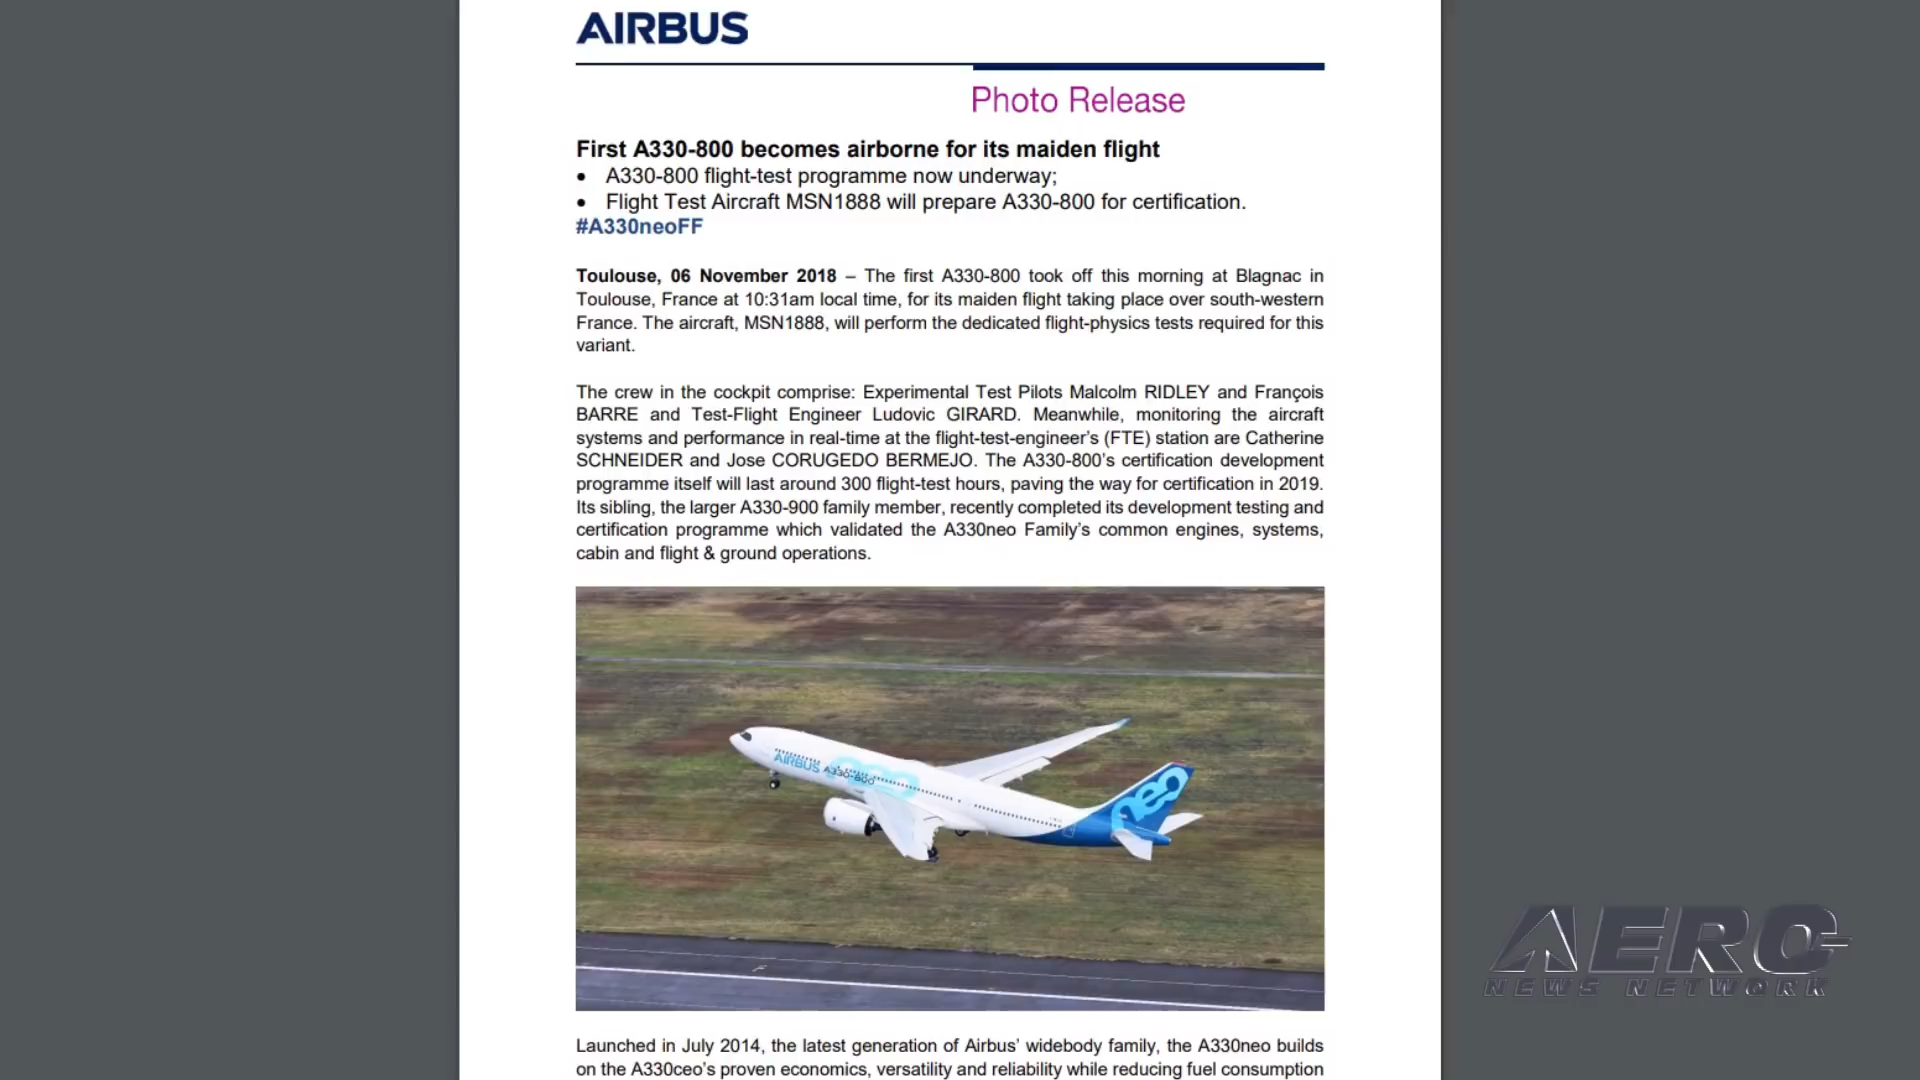 AIRBUS
Photo Release
First A330-800 becomes airborne for its maiden flight
• A330-800 flight-test programme now underway;
• Flight Test Aircraft MSN1888 will prepare A330-800 for certification.
#A330neoFF
Toulouse, 06 November 2018 – The first A330-800 took off this morning at Blagnac in
Toulouse, France at 10:31am local time, for its maiden flight taking place over south-western
France. The aircraft, MSN1888, will perform the dedicated flight-physics tests required for this
variant.
The crew in the cockpit comprise: Experimental Test Pilots Malcolm RIDLEY and François
BARRE and Test-Flight Engineer Ludovic GIRARD. Meanwhile, monitoring the aircraft
systems and performance in real-time at the flight-test-engineer's (FTE) station are Catherine
SCHNEIDER and Jose CORUGEDO BERMEJO. The A330-800's certification development
programme itself will last around 300 flight-test hours, paving the way for certification in 2019.
Its sibling, the larger A330-900 family member, recently completed its development testing and
certification programme which validated the A330neo Family's common engines, systems,
cabin and flight & ground operations.
AIRBUS A330-800
neo
neo
AERO
NEWS NETWORK
Launched in July 2014, the latest generation of Airbus' widebody family, the A330neo builds
on the A330ceo's proven economics, versatility and reliability while reducing fuel consumption